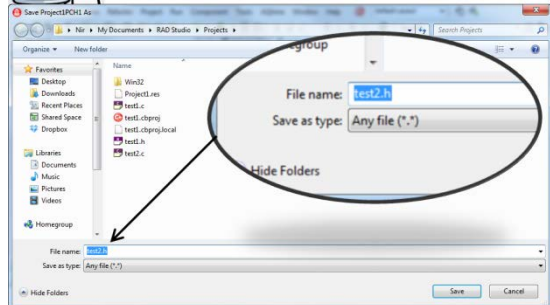 Save Project1PCH1 As
Nir ▸ My Documents ▸ RAD Studio ▸ Projects ▸
Search Projects
Organize ▾ New folder
Favorites
Desktop
Downloads
Recent Places
Shared Space
Dropbox
Libraries
Documents
Music
Pictures
Videos
Homegroup
Name
Win32
Project1.res
test1.c
test1.cbproj
test1.cbproj.local
test1.h
test2.c
egroup
File name: test2.h
Save as type: Any file (*.*)
Hide Folders
File name: test2.h
Save as type: Any file (*.*)
Hide Folders
Save
Cancel